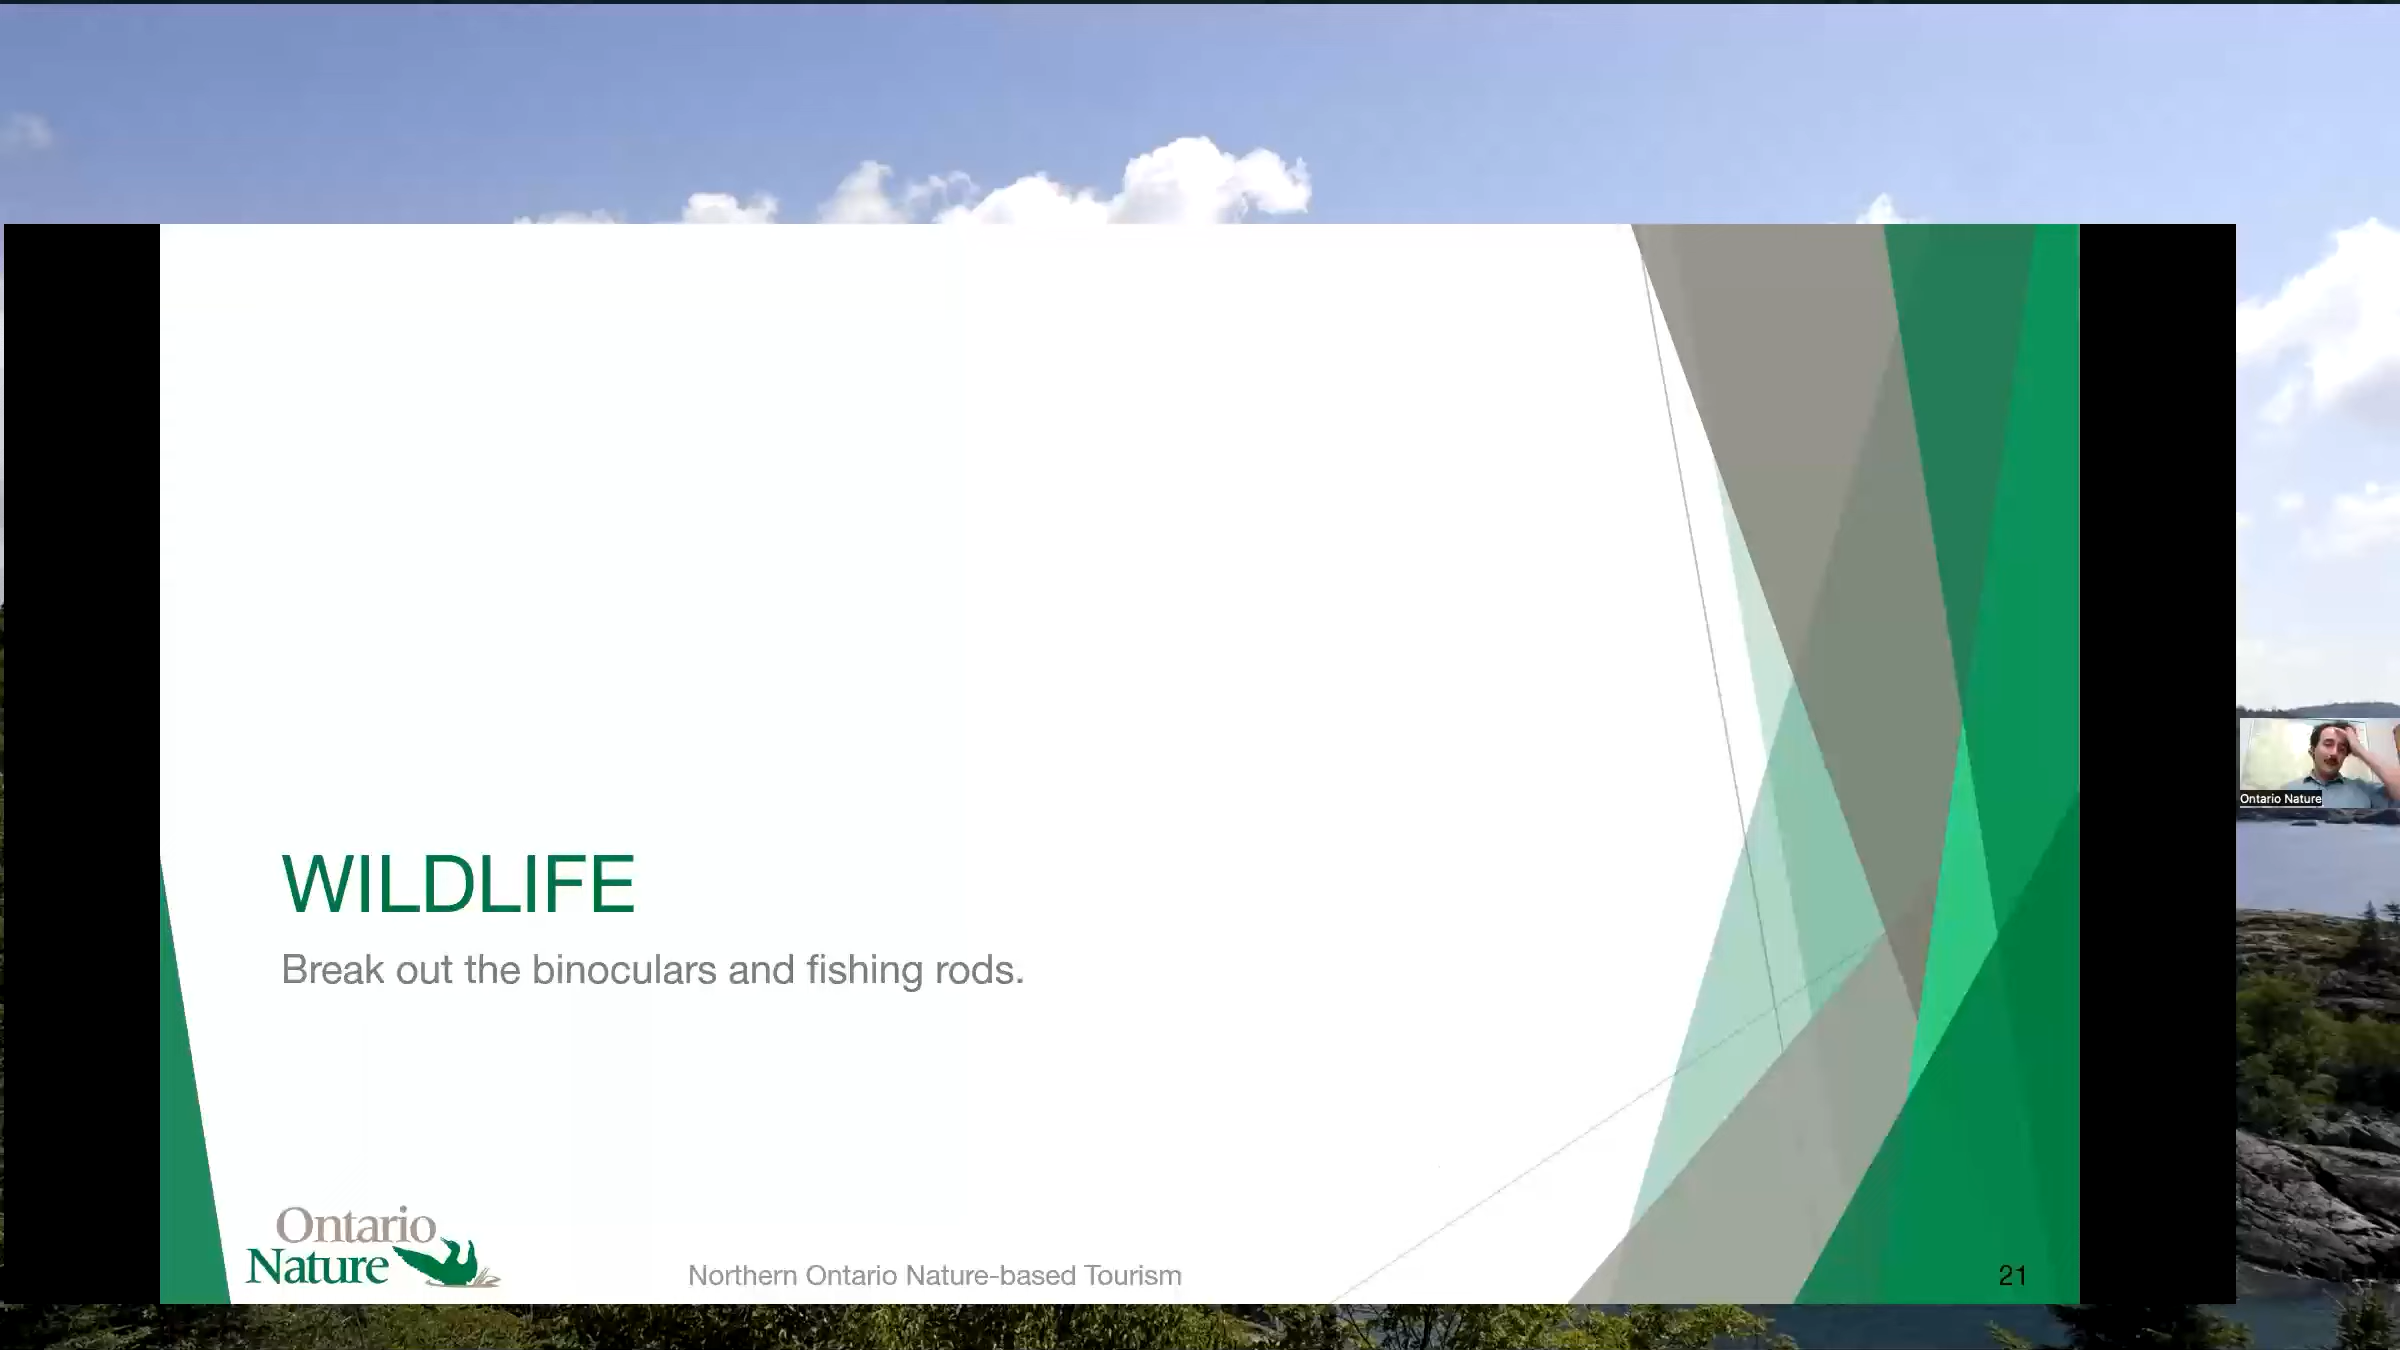 WILDLIFE
Break out the binoculars and fishing rods.
Ontario Nature
Ontario
Nature
Northern Ontario Nature-based Tourism
21